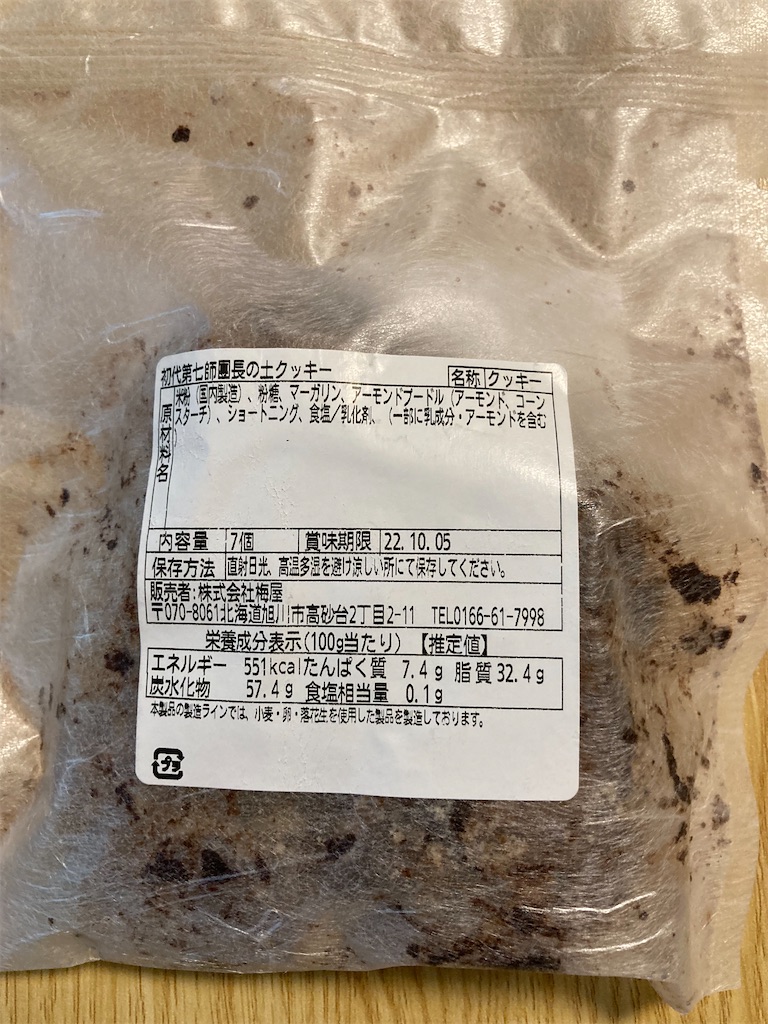 初代第七師團長の土クッキー 名称 クッキー
原材料名 米粉（国内製造）、粉糖、マーガリン、アーモンドプードル（アーモンド、コーン
スターチ）、ショートニング、食塩／乳化剤、（一部に乳成分・アーモンドを含む
）
内容量 7個 賞味期限 22.10.05
保存方法 直射日光、高温多湿を避け涼しい所にて保存してください。
販売者:株式会社梅屋
〒070-8061北海道旭川市高砂台2丁目2-11 TEL0166-61-7998
栄養成分表示(100g当たり)【推定値】
エネルギー 551kcal たんぱく質 7.4g 脂質 32.4g
炭水化物 57.4g 食塩相当量 0.1g
本製品の製造ラインでは、小麦・卵・落花生を使用した製品を製造しております。
プラ